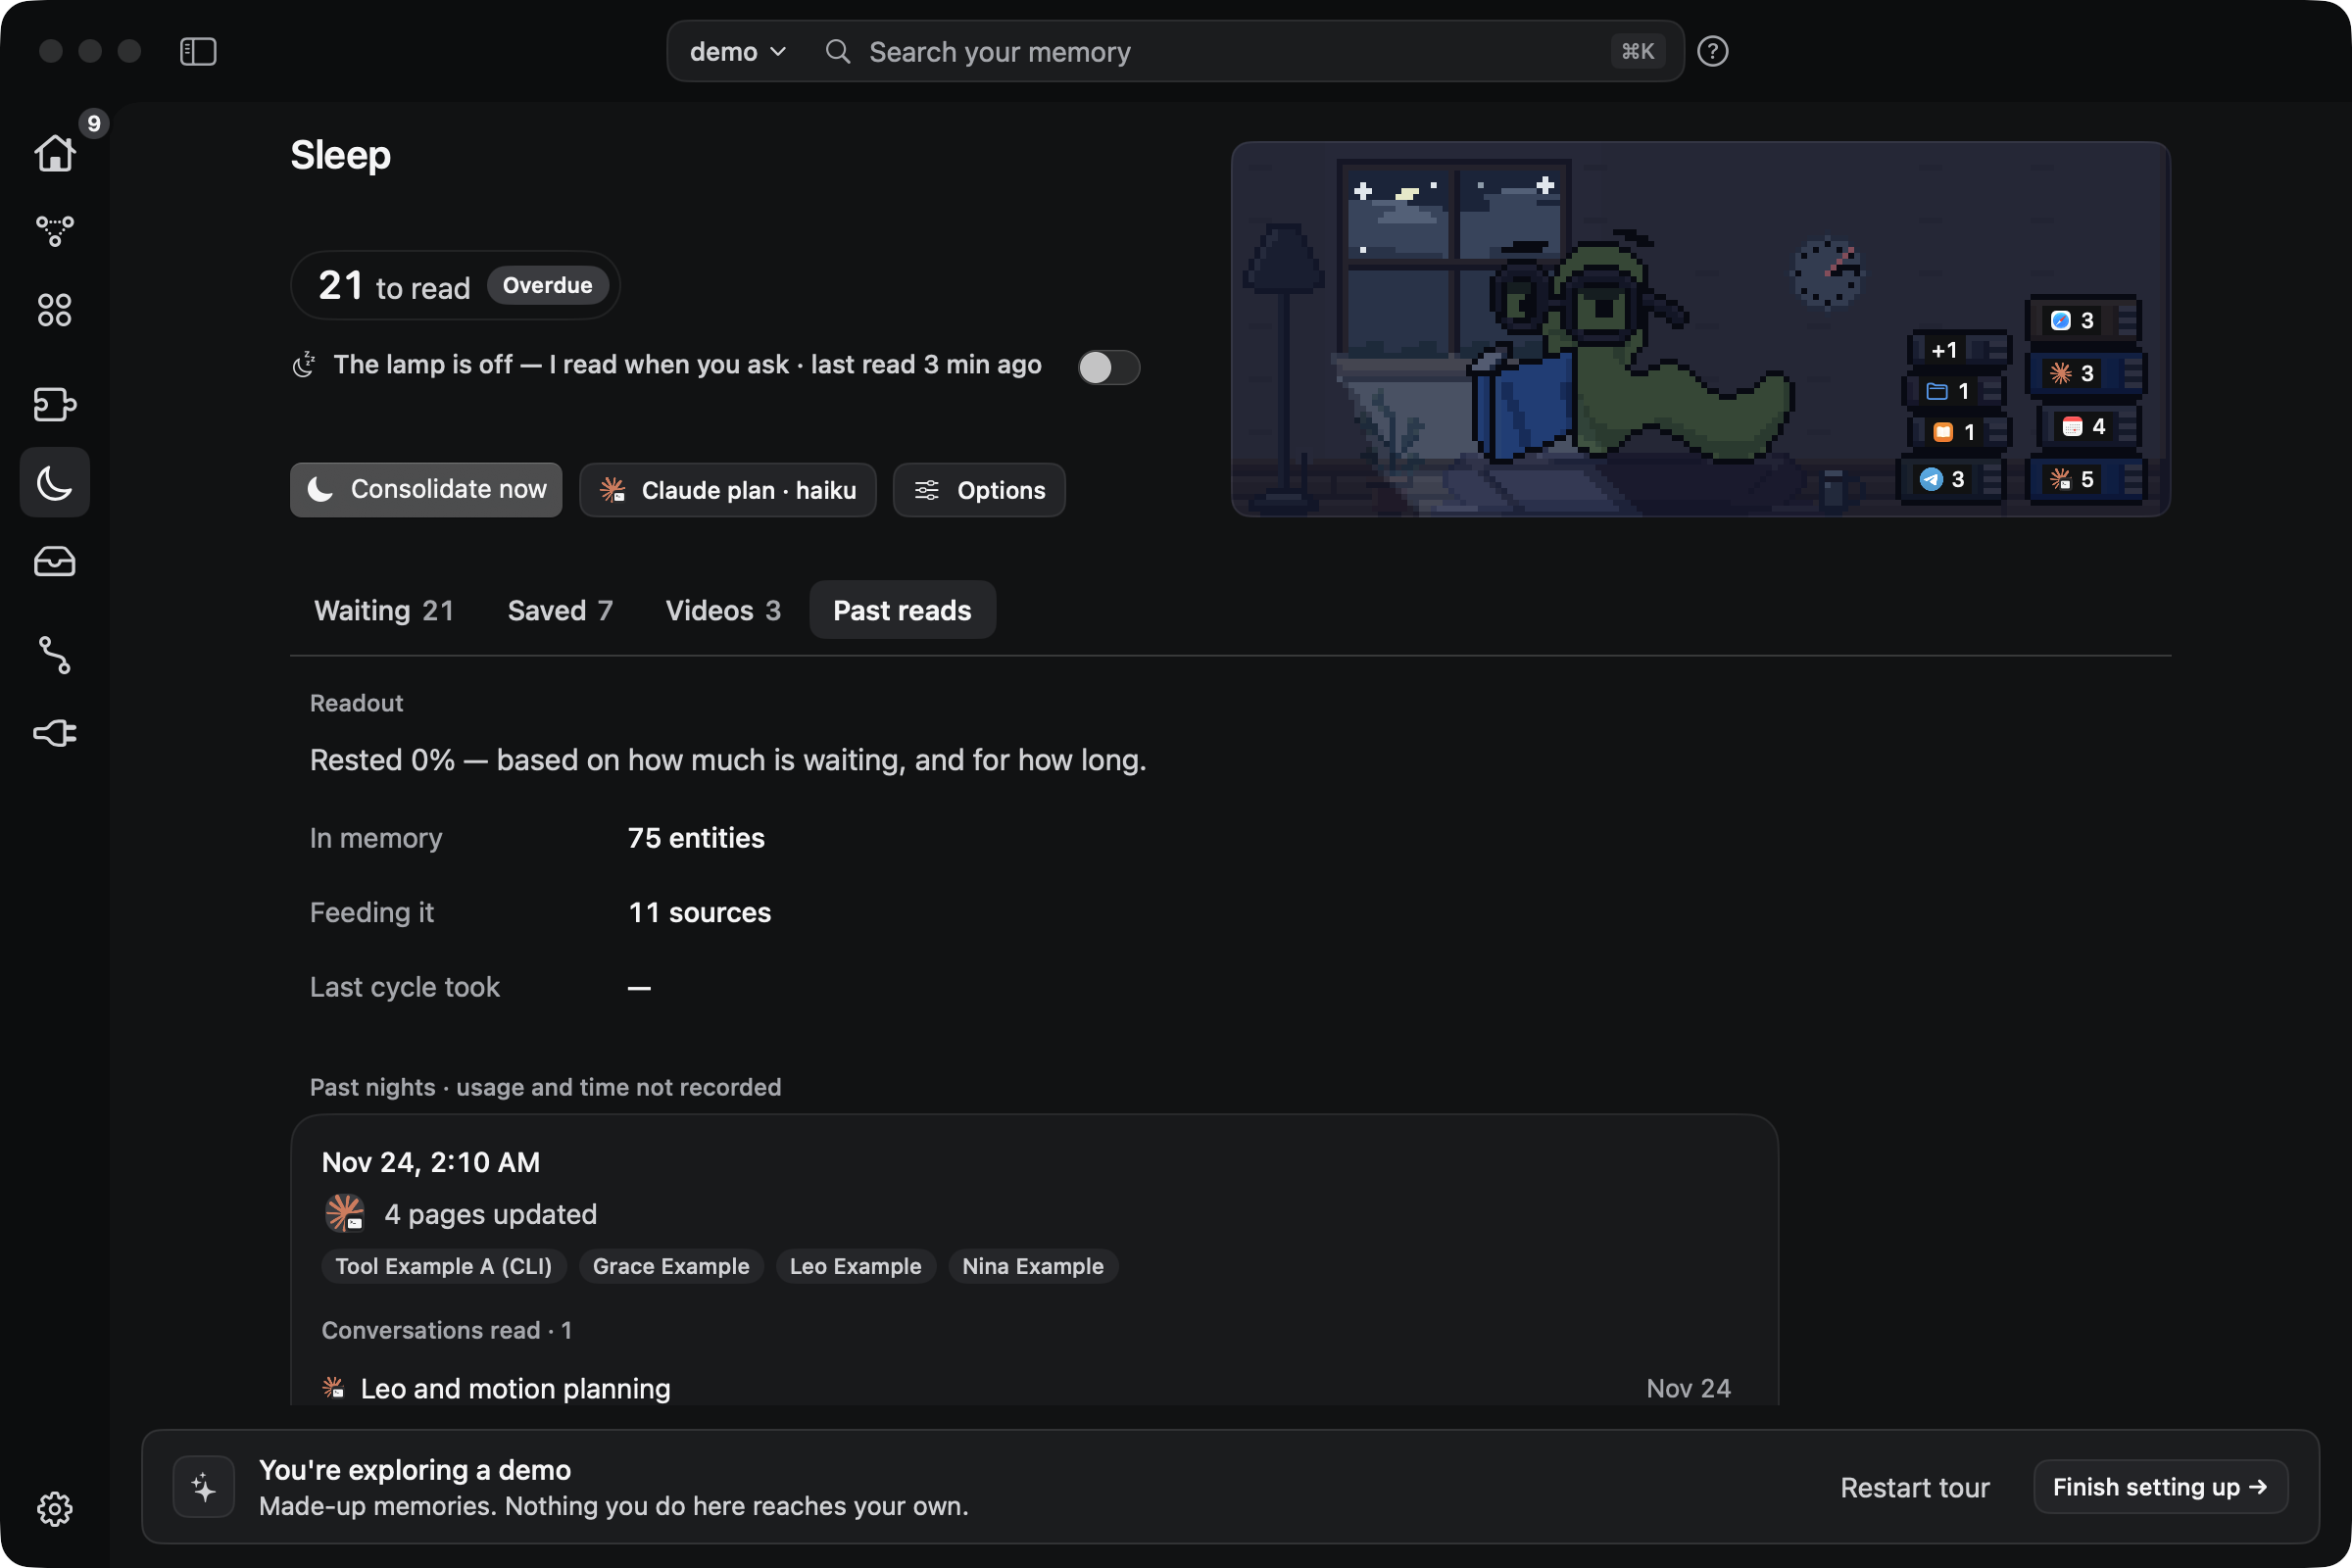 demo
Search your memory
⌘K
?
9
Sleep
21 to read
Overdue
The lamp is off — I read when you ask · last read 3 min ago
Consolidate now
Claude plan · haiku
Options
+1
1
1
3
3
3
4
5
Waiting 21
Saved 7
Videos 3
Past reads
Readout
Rested 0% — based on how much is waiting, and for how long.
In memory
75 entities
Feeding it
11 sources
Last cycle took
—
Past nights · usage and time not recorded
Nov 24, 2:10 AM
4 pages updated
Tool Example A (CLI)
Grace Example
Leo Example
Nina Example
Conversations read · 1
Leo and motion planning
Nov 24
You're exploring a demo
Made-up memories. Nothing you do here reaches your own.
Restart tour
Finish setting up →